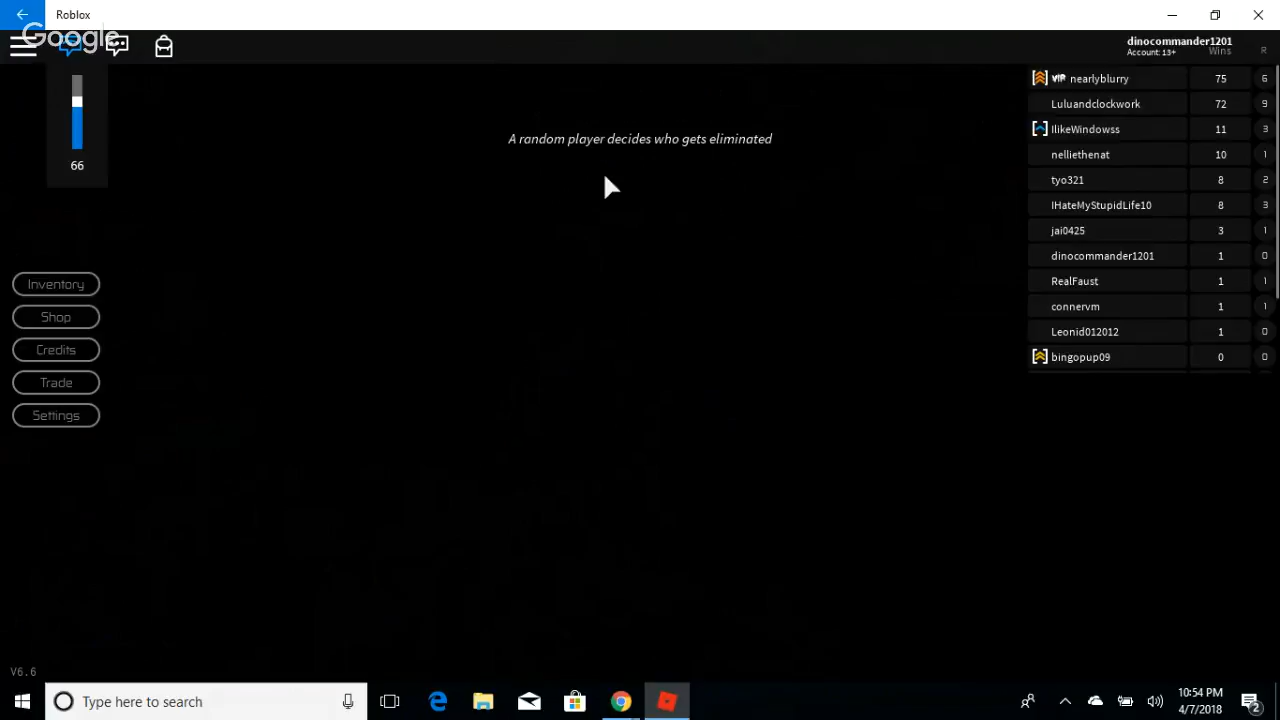 Roblox
Google
dinocommander1201
Account: 13+
Wins
R
66
A random player decides who gets eliminated
VIP nearlyblurry 75 6
Luluandclockwork 72 9
IlikeWindowss 11 3
nelliethenat 10 1
tyo321 8 2
IHateMyStupidLife10 8 3
jai0425 3 1
dinocommander1201 1 0
RealFaust 1 1
connervm 1 1
Leonid012012 1 0
bingopup09 0 0
Inventory
Shop
Credits
Trade
Settings
V6.6
Type here to search
10:54 PM
4/7/2018
2